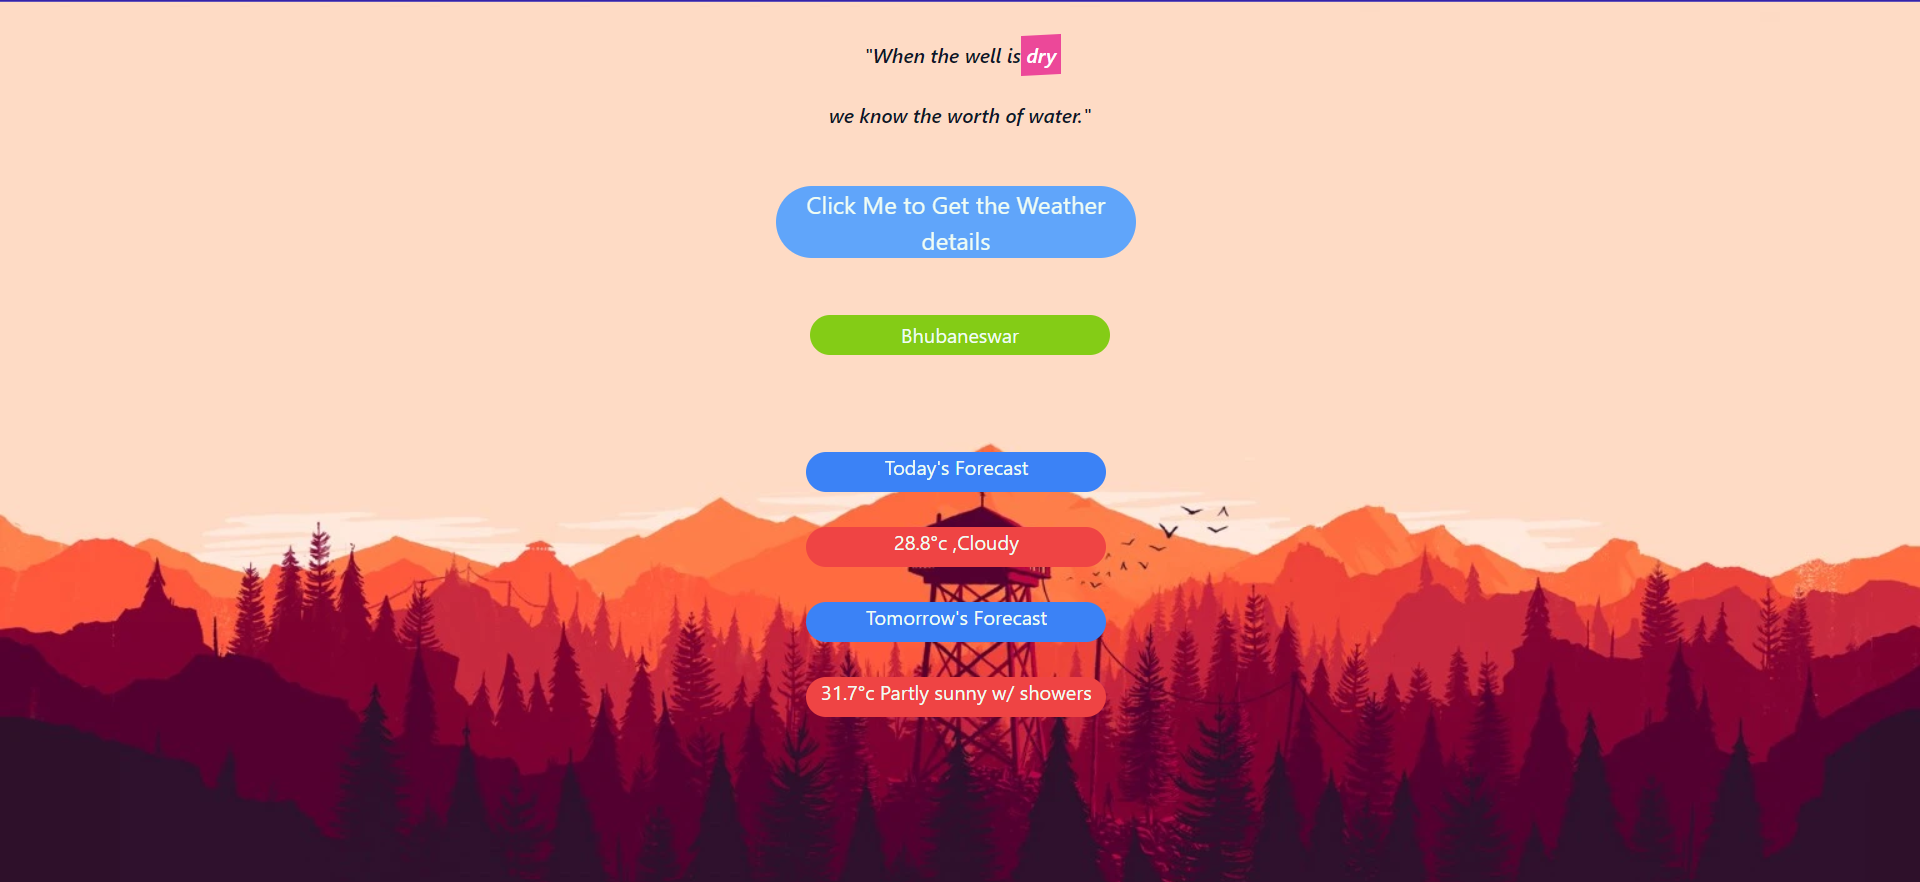 "When the well is dry
we know the worth of water."
Click Me to Get the Weather
details
Bhubaneswar
Today's Forecast
28.8°c ,Cloudy
Tomorrow's Forecast
31.7°c Partly sunny w/ showers